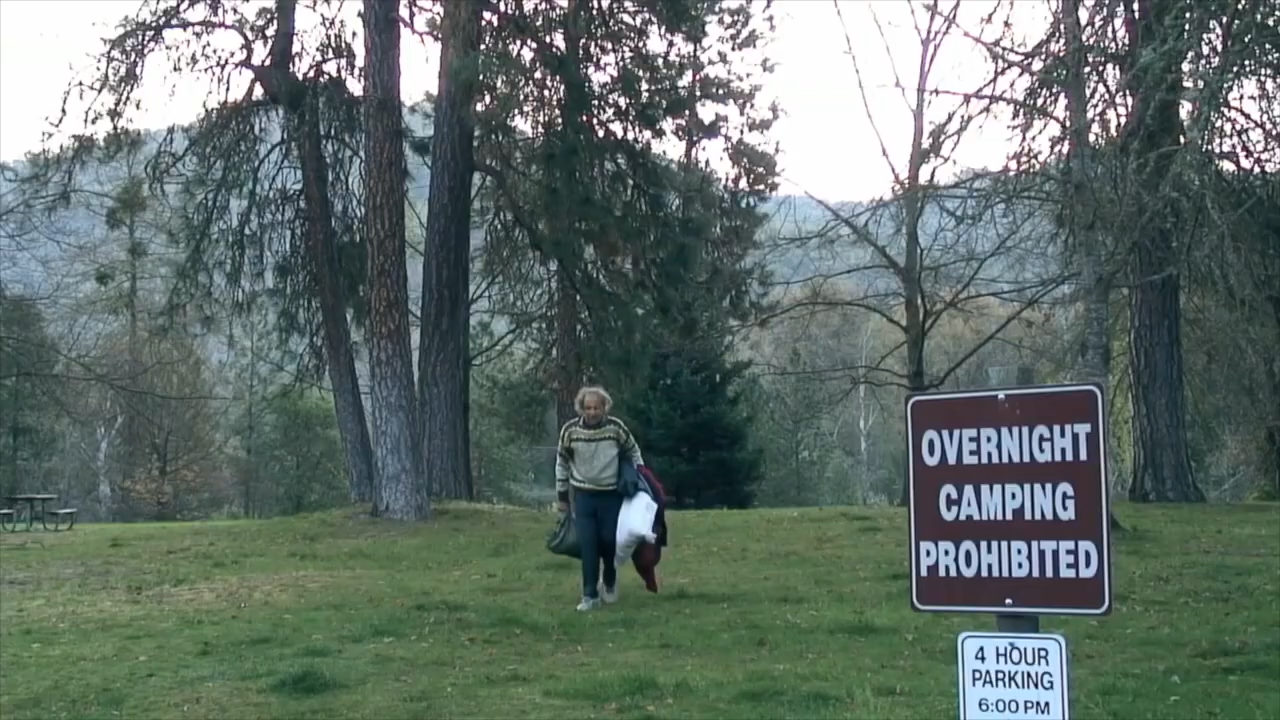 OVERNIGHT
CAMPING
PROHIBITED
4 HOUR
PARKING
6:00 PM